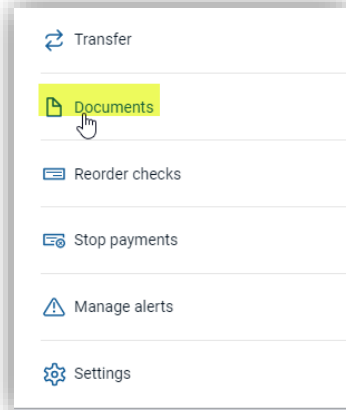 Transfer
Documents
Reorder checks
Stop payments
Manage alerts
Settings